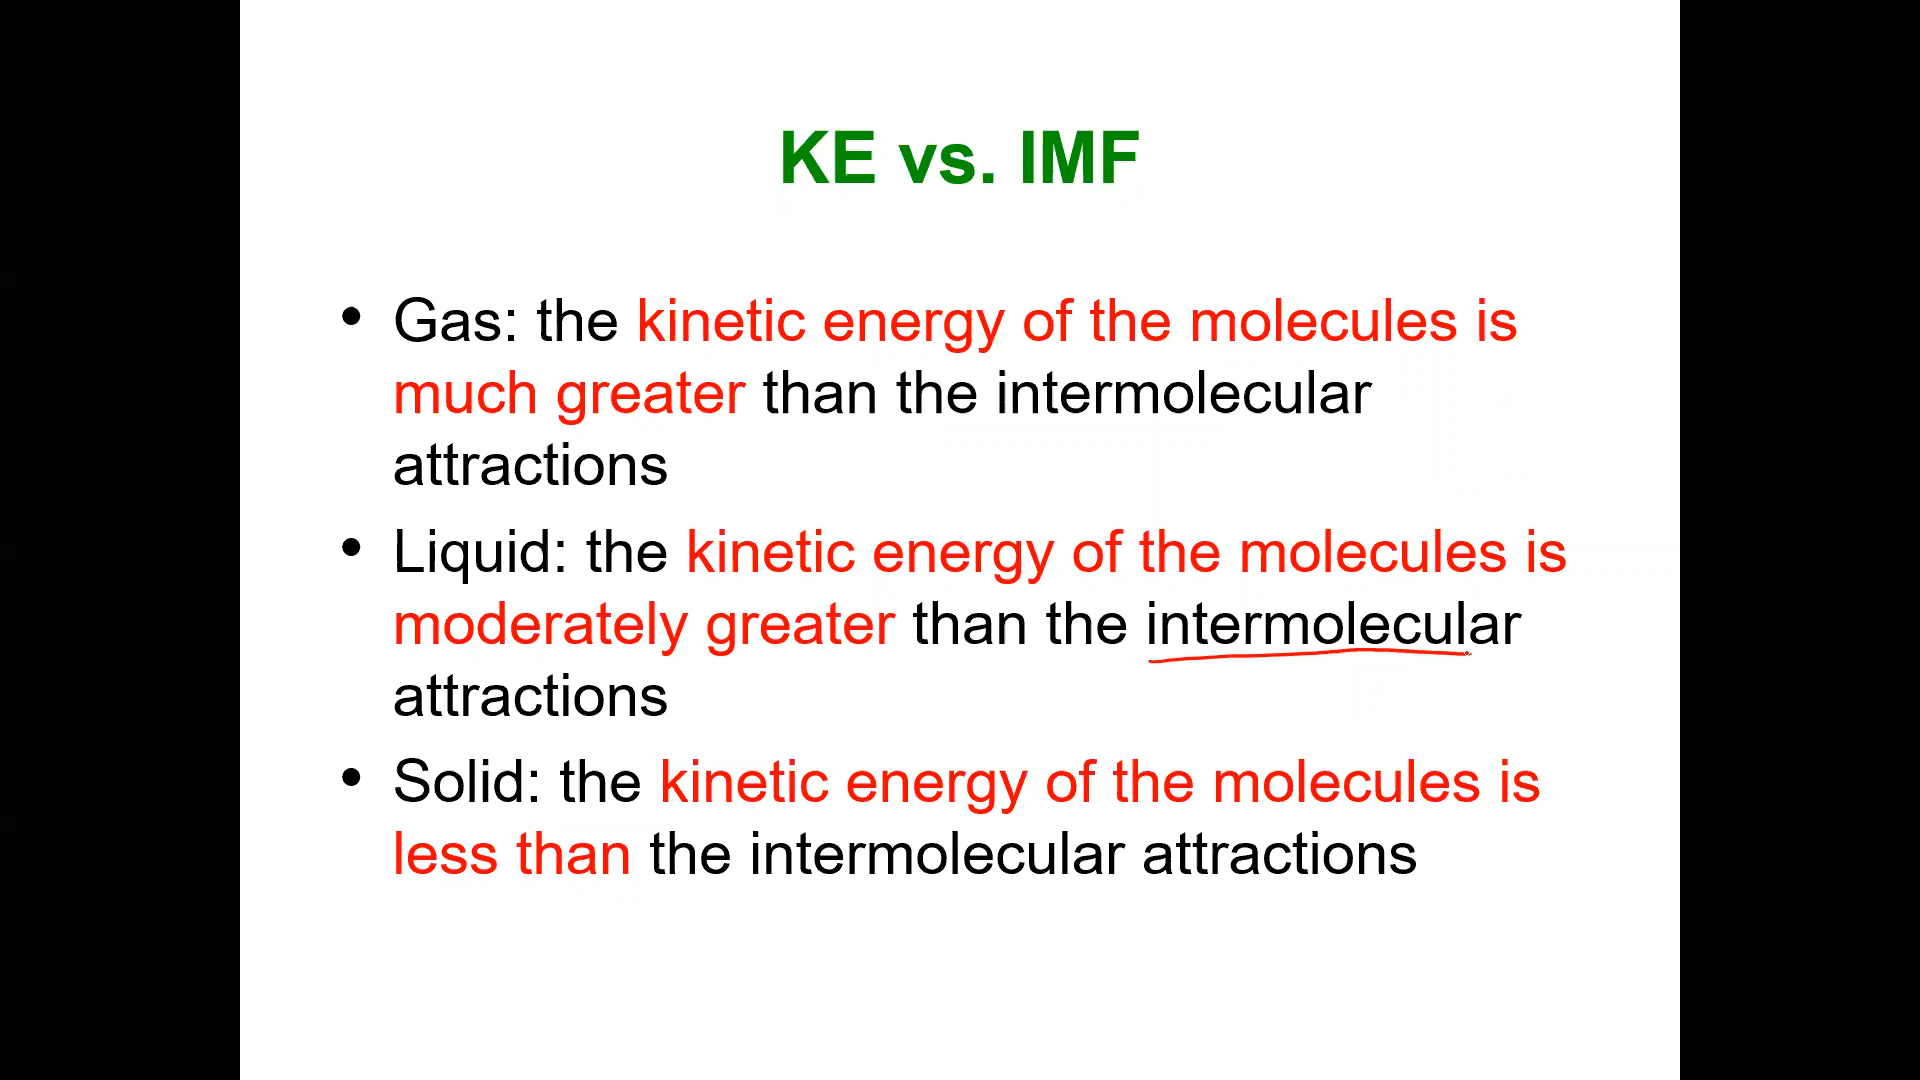 KE vs. IMF
• Gas: the kinetic energy of the molecules is
much greater than the intermolecular
attractions
• Liquid: the kinetic energy of the molecules is
moderately greater than the intermolecular
attractions
• Solid: the kinetic energy of the molecules is
less than the intermolecular attractions